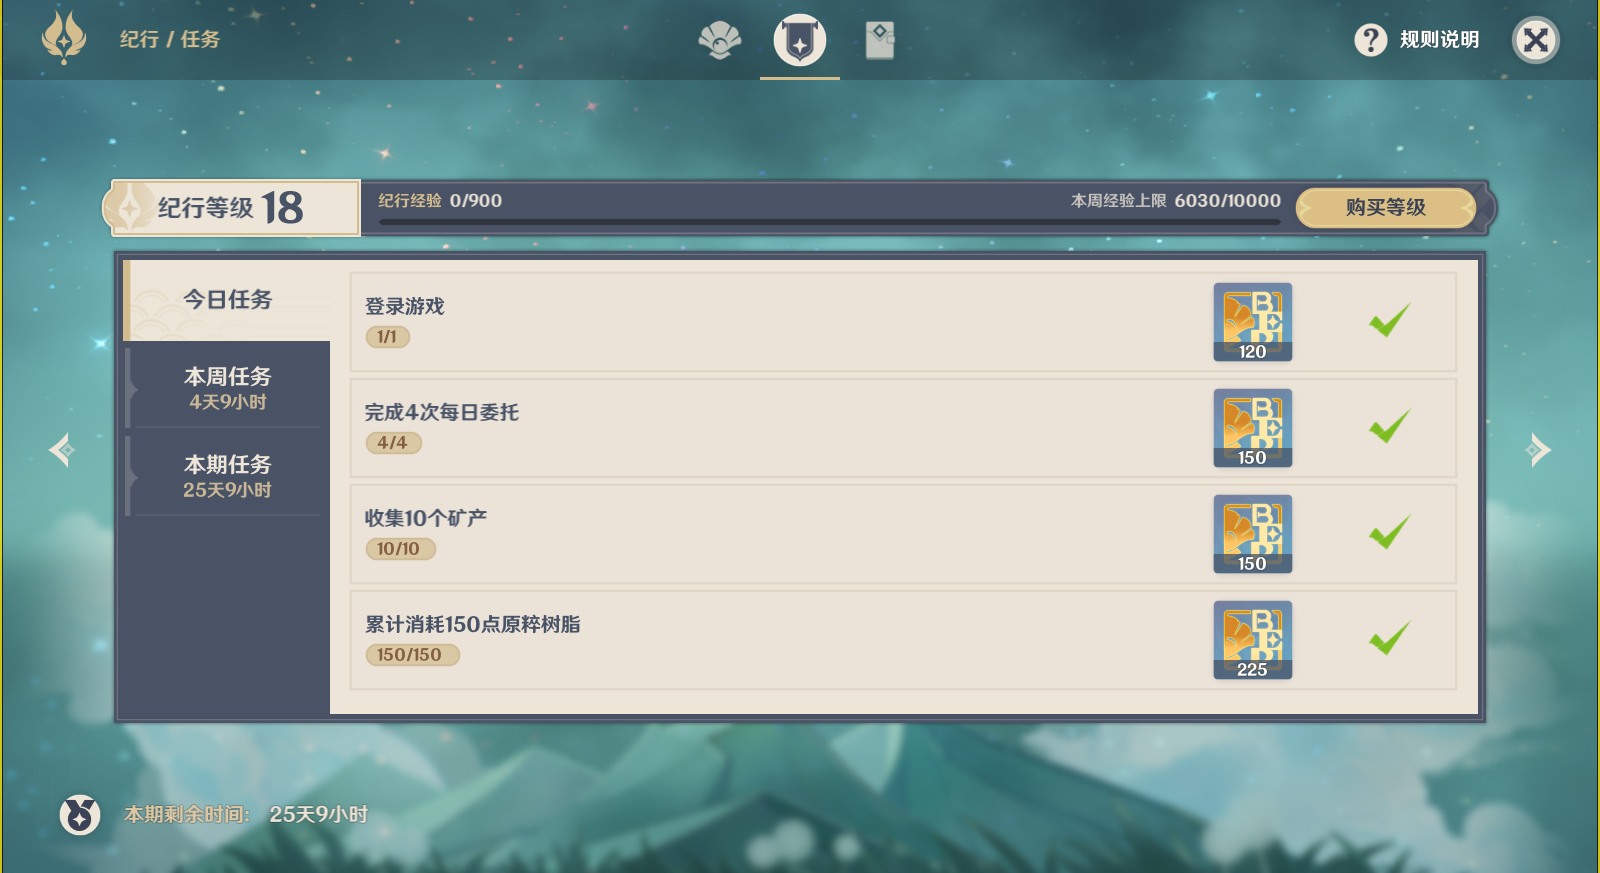 纪行 / 任务
? 规则说明
纪行等级 18
纪行经验 0/900
本周经验上限 6030/10000
购买等级
今日任务
本周任务
4天9小时
本期任务
25天9小时
登录游戏
1/1
120
完成4次每日委托
4/4
150
收集10个矿产
10/10
150
累计消耗150点原粹树脂
150/150
225
本期剩余时间: 25天9小时